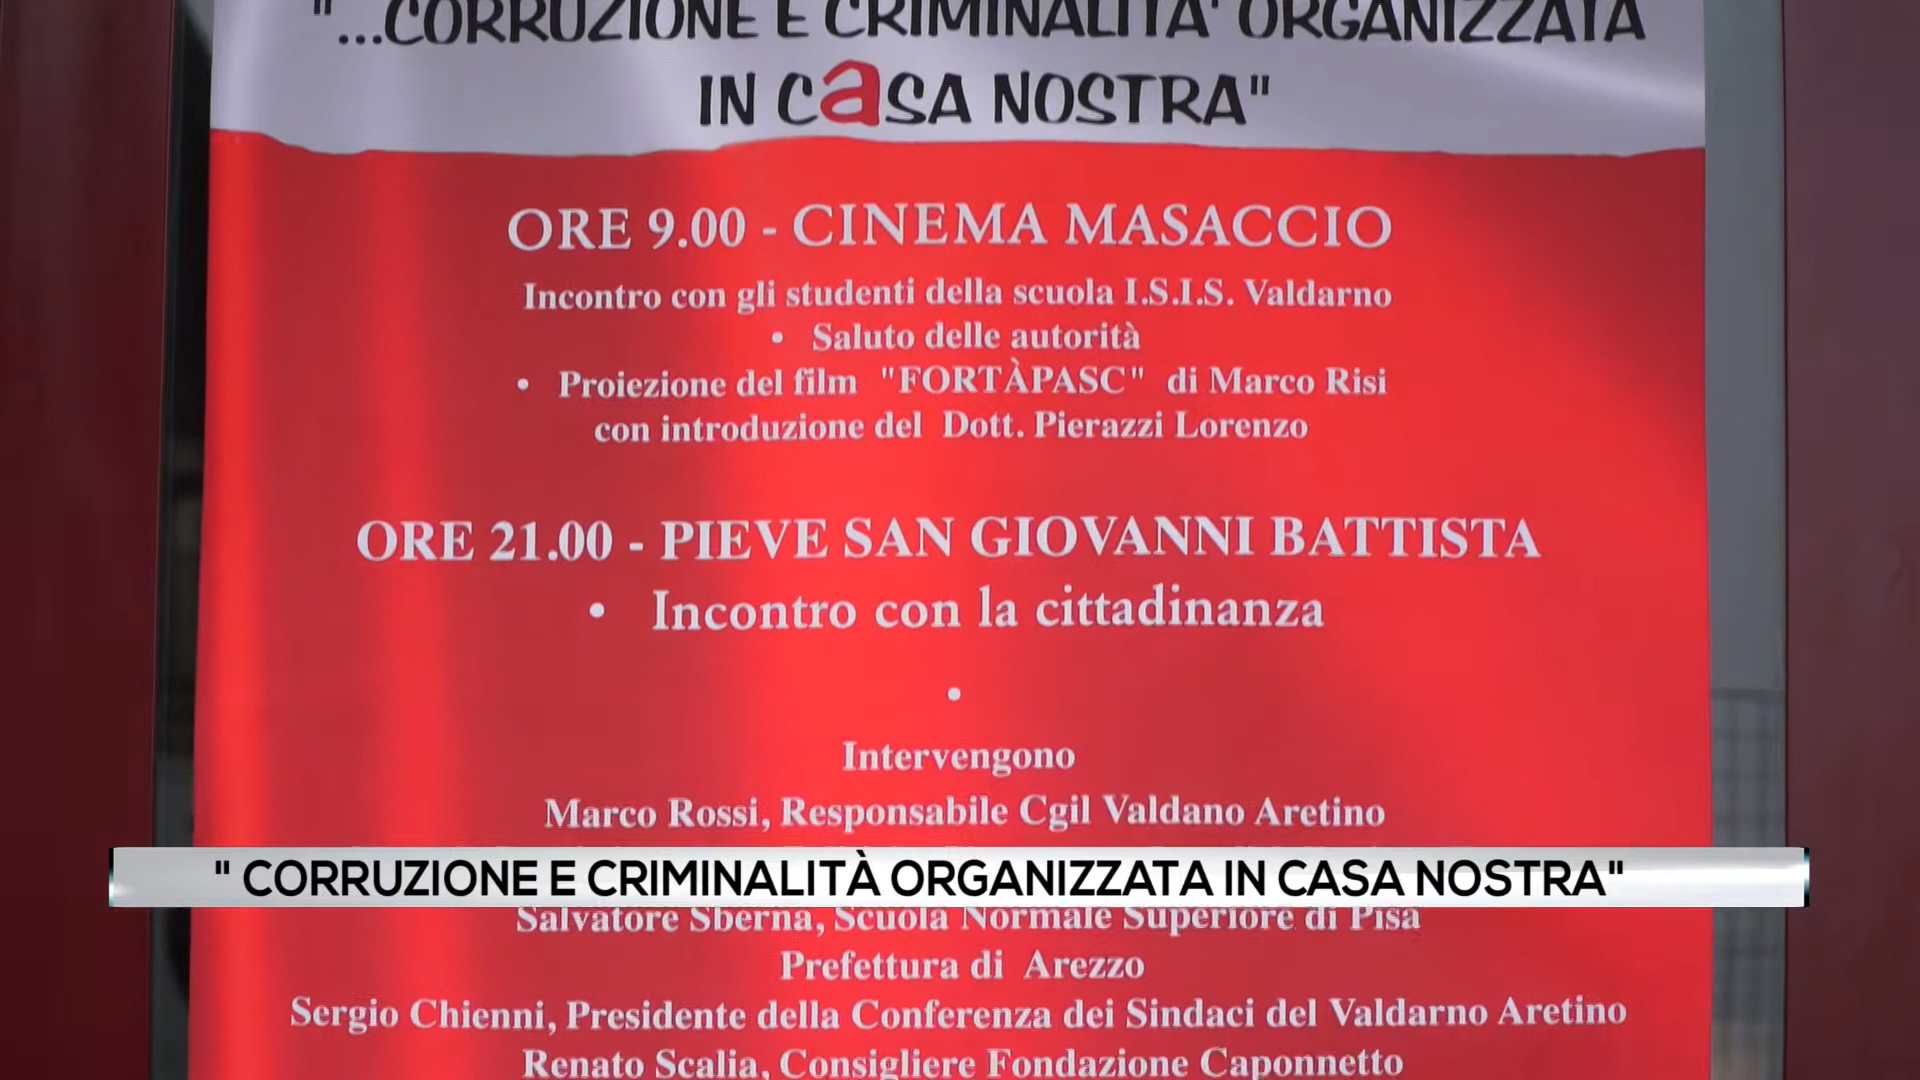 "...CORRUZIONE E CRIMINALITA' ORGANIZZATA
IN CaSA NOSTRA"
ORE 9.00 - CINEMA MASACCIO
Incontro con gli studenti della scuola I.S.I.S. Valdarno
• Saluto delle autorità
• Proiezione del film "FORTÀPASC" di Marco Risi
con introduzione del Dott. Pierazzi Lorenzo
ORE 21.00 - PIEVE SAN GIOVANNI BATTISTA
• Incontro con la cittadinanza
•
Intervengono
Marco Rossi, Responsabile Cgil Valdano Aretino
" CORRUZIONE E CRIMINALITÀ ORGANIZZATA IN CASA NOSTRA"
Salvatore Sberna, Scuola Normale Superiore di Pisa
Prefettura di Arezzo
Sergio Chienni, Presidente della Conferenza dei Sindaci del Valdarno Aretino
Renato Scalia, Consigliere Fondazione Caponnetto